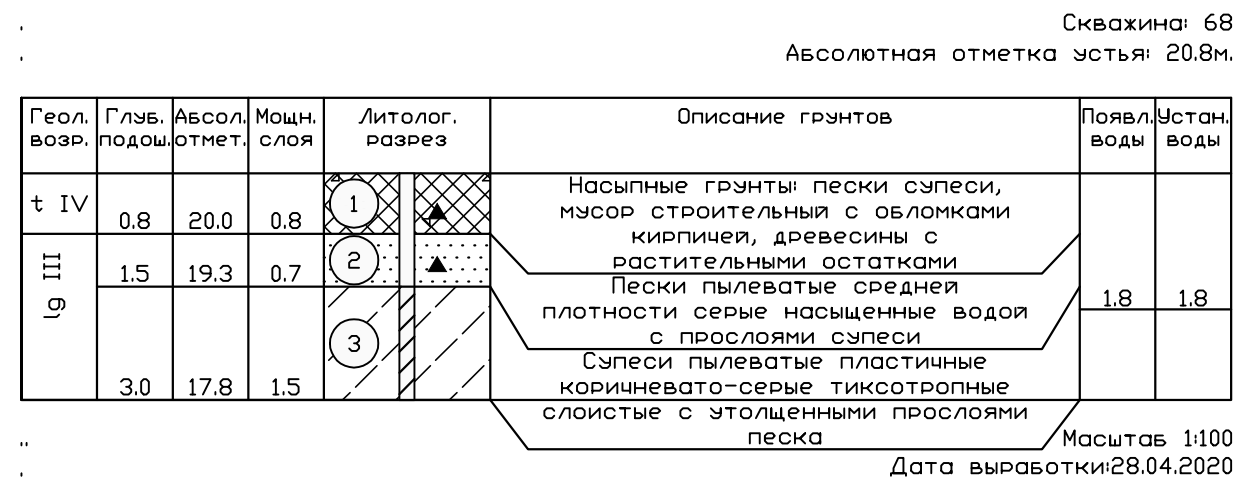 Скважина: 68
Абсолютная отметка устья: 20.8м.
Геол. возр.
Глуб. подош.
Абсол. отмет.
Мощн. слоя
Литолог. разрез
Описание грунтов
Появл. воды
Устан. воды
t IV
0.8
20.0
0.8
1
Насыпные грунты: пески супеси,
мусор строительный с обломками
кирпичей, древесины с
растительными остатками
lg III
1.5
19.3
0.7
2
Пески пылеватые средней
плотности серые насыщенные водой
с прослоями супеси
1.8
1.8
3.0
17.8
1.5
3
Супеси пылеватые пластичные
коричневато-серые тиксотропные
слоистые с утолщенными прослоями
песка
Масштаб 1:100
Дата выработки:28.04.2020